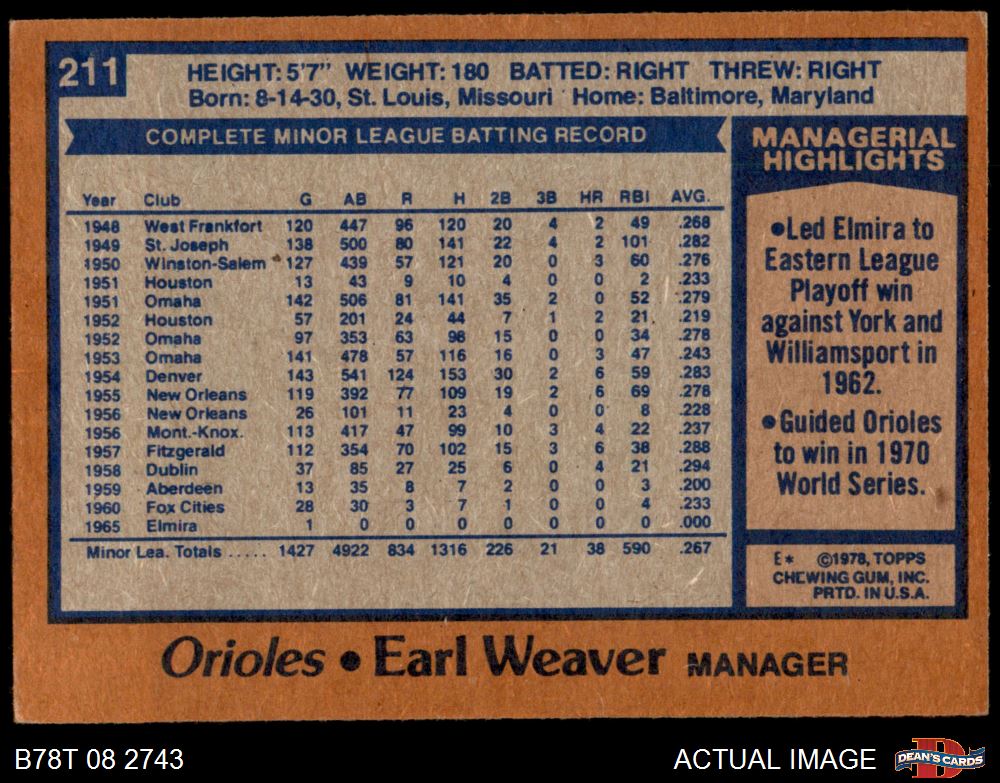 211
HEIGHT: 5'7" WEIGHT: 180 BATTED: RIGHT THREW: RIGHT
Born: 8-14-30, St. Louis, Missouri Home: Baltimore, Maryland
COMPLETE MINOR LEAGUE BATTING RECORD
Year Club G AB R H 2B 3B HR RBI AVG.
1948 West Frankfort 120 447 96 120 20 4 2 49 .268
1949 St. Joseph 138 500 80 141 22 4 2 101 .282
1950 Winston-Salem 127 439 57 121 20 0 3 60 .276
1951 Houston 13 43 9 10 4 0 0 2 .233
1951 Omaha 142 506 81 141 35 2 0 52 .279
1952 Houston 57 201 24 44 7 1 2 21 .219
1952 Omaha 97 353 63 98 15 0 0 34 .278
1953 Omaha 141 478 57 116 16 0 3 47 .243
1954 Denver 143 541 124 153 30 2 6 59 .283
1955 New Orleans 119 392 77 109 19 2 6 69 .278
1956 New Orleans 26 101 11 23 4 0 0 8 .228
1956 Mont.-Knox. 113 417 47 99 10 3 4 22 .237
1957 Fitzgerald 112 354 70 102 15 3 6 38 .288
1958 Dublin 37 85 27 25 6 0 4 21 .294
1959 Aberdeen 13 35 8 7 2 0 0 3 .200
1960 Fox Cities 28 30 3 7 1 0 0 4 .233
1965 Elmira 1 0 0 0 0 0 0 0 .000
Minor Lea. Totals ..... 1427 4922 834 1316 226 21 38 590 .267
MANAGERIAL
HIGHLIGHTS
•Led Elmira to
Eastern League
Playoff win
against York and
Williamsport in
1962.
•Guided Orioles
to win in 1970
World Series.
E* ©1978, TOPPS
CHEWING GUM, INC.
PRTD. IN U.S.A.
Orioles • Earl Weaver MANAGER
B78T 08 2743
ACTUAL IMAGE
D
DEAN'S CARDS